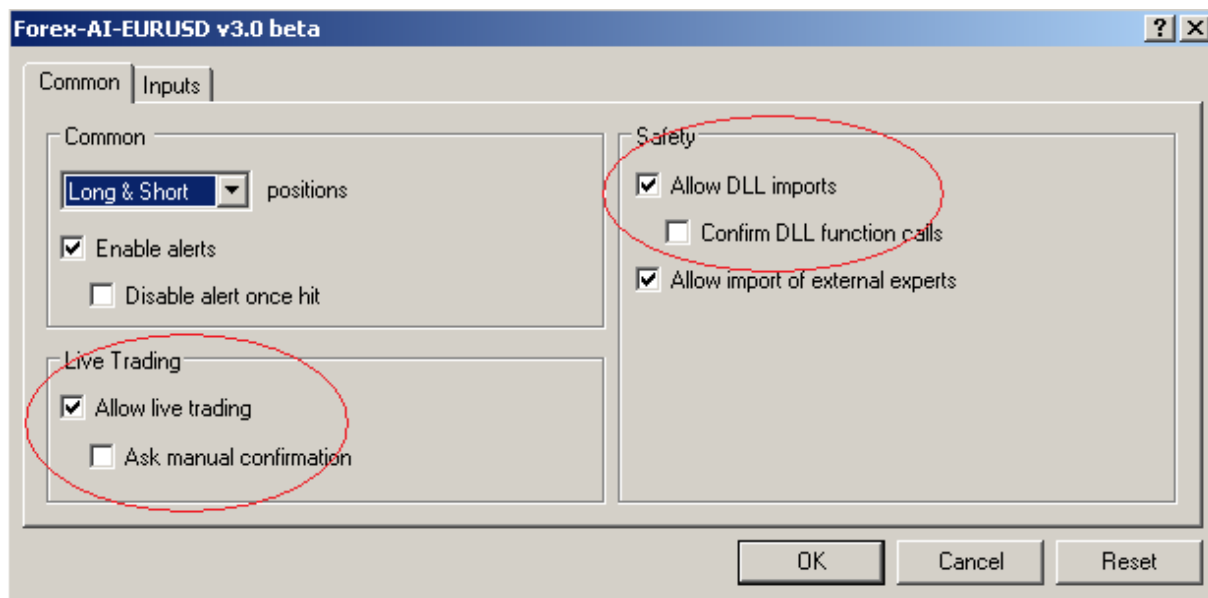 Forex-AI-EURUSD v3.0 beta
Common
Inputs
Common
Long & Short
positions
Enable alerts
Disable alert once hit
Live Trading
Allow live trading
Ask manual confirmation
Safety
Allow DLL imports
Confirm DLL function calls
Allow import of external experts
OK
Cancel
Reset